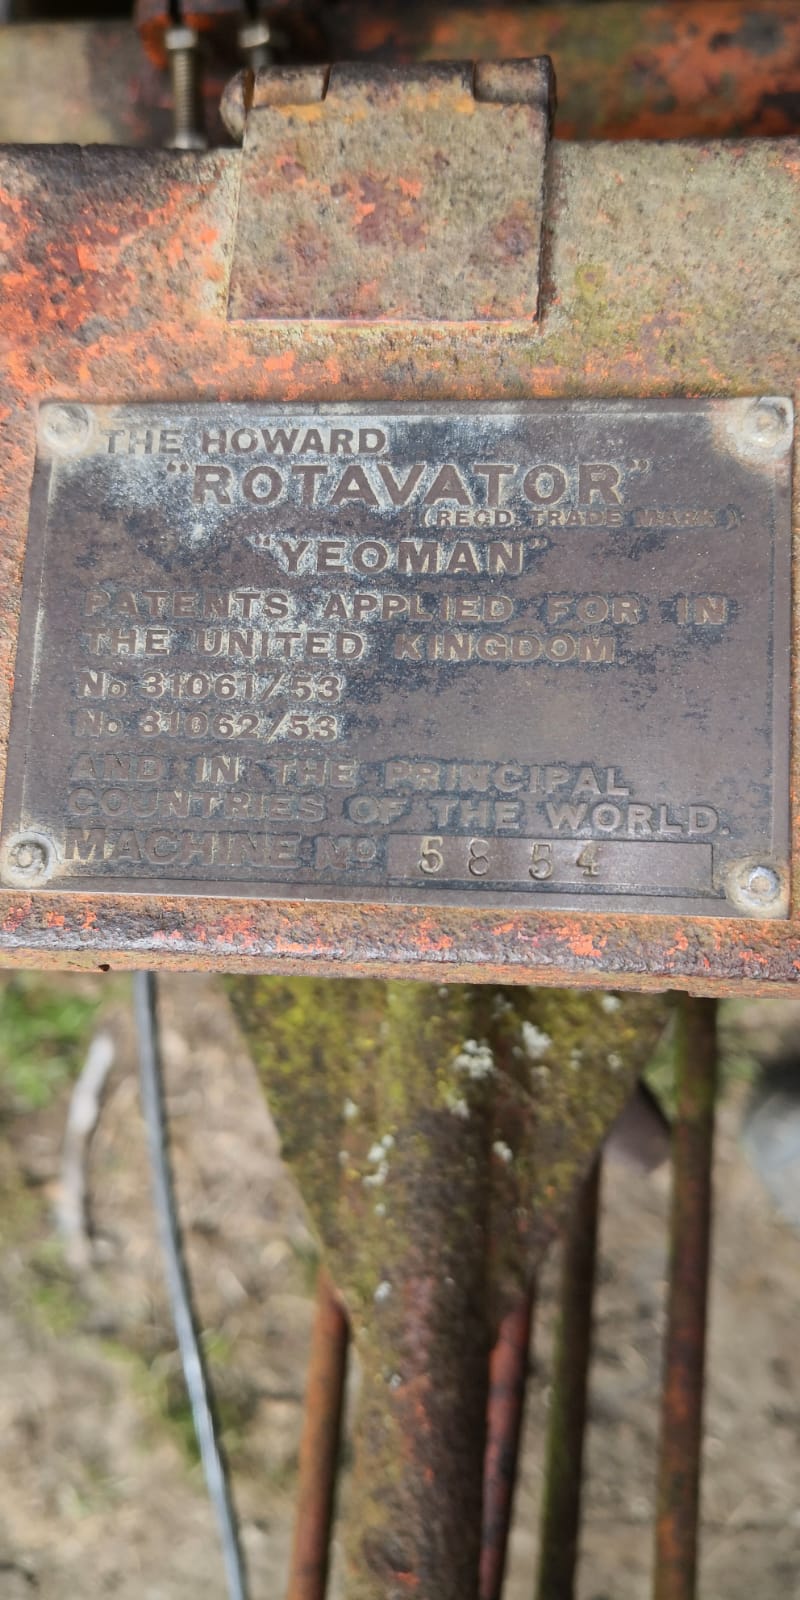 THE HOWARD
"ROTAVATOR"
(REGD. TRADE MARK)
"YEOMAN"
PATENTS APPLIED FOR IN
THE UNITED KINGDOM
No 31061/53
No 31062/53
AND IN THE PRINCIPAL
COUNTRIES OF THE WORLD.
MACHINE No 5854